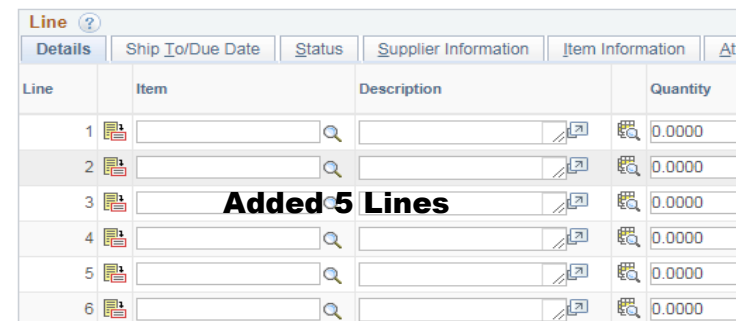 Line ?
Details Ship To/Due Date Status Supplier Information Item Information At
Line Item Description Quantity
1 0.0000
2 0.0000
3 0.0000
Added 5 Lines
4 0.0000
5 0.0000
6 0.0000